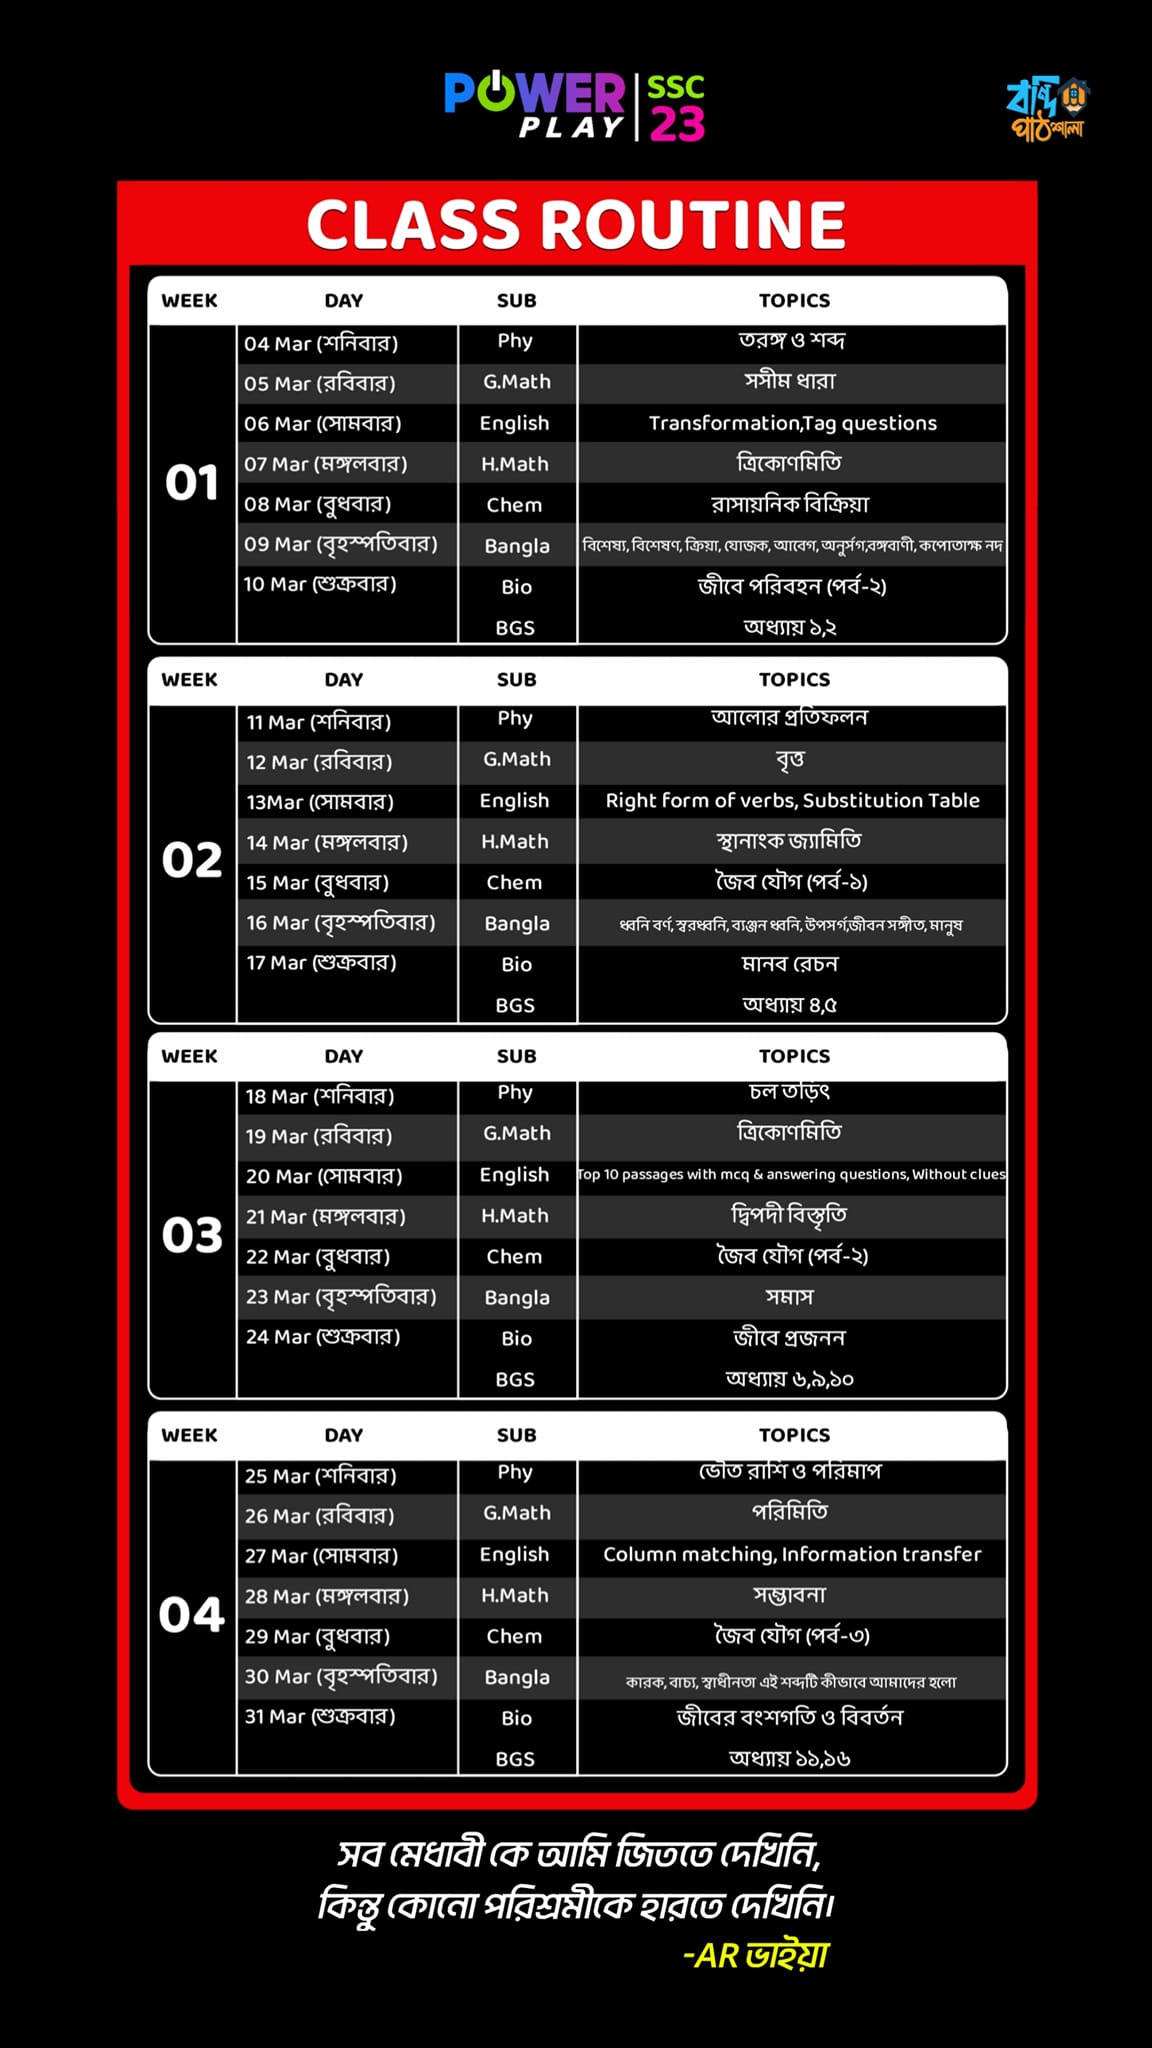 POWER PLAY SSC 23
বন্দি পাঠশালা
CLASS ROUTINE
WEEK DAY SUB TOPICS
01
04 Mar (শনিবার) Phy তরঙ্গ ও শব্দ
05 Mar (রবিবার) G.Math সসীম ধারা
06 Mar (সোমবার) English Transformation,Tag questions
07 Mar (মঙ্গলবার) H.Math ত্রিকোণমিতি
08 Mar (বুধবার) Chem রাসায়নিক বিক্রিয়া
09 Mar (বৃহস্পতিবার) Bangla বিশেষ্য, বিশেষণ, ক্রিয়া, যোজক, আবেগ, অনুর্সগ,বঙ্গবাণী, কপোতাক্ষ নদ
10 Mar (শুক্রবার) Bio জীবে পরিবহন (পর্ব-২)
BGS অধ্যায় ১,২
WEEK DAY SUB TOPICS
02
11 Mar (শনিবার) Phy আলোর প্রতিফলন
12 Mar (রবিবার) G.Math বৃত্ত
13Mar (সোমবার) English Right form of verbs, Substitution Table
14 Mar (মঙ্গলবার) H.Math স্থানাংক জ্যামিতি
15 Mar (বুধবার) Chem জৈব যৌগ (পর্ব-১)
16 Mar (বৃহস্পতিবার) Bangla ধ্বনি বর্ণ, স্বরধ্বনি, ব্যঞ্জন ধ্বনি, উপসর্গ,জীবন সঙ্গীত, মানুষ
17 Mar (শুক্রবার) Bio মানব রেচন
BGS অধ্যায় ৪,৫
WEEK DAY SUB TOPICS
03
18 Mar (শনিবার) Phy চল তড়িৎ
19 Mar (রবিবার) G.Math ত্রিকোণমিতি
20 Mar (সোমবার) English Top 10 passages with mcq & answering questions, Without clues
21 Mar (মঙ্গলবার) H.Math দ্বিপদী বিস্তৃতি
22 Mar (বুধবার) Chem জৈব যৌগ (পর্ব-২)
23 Mar (বৃহস্পতিবার) Bangla সমাস
24 Mar (শুক্রবার) Bio জীবে প্রজনন
BGS অধ্যায় ৬,৯,১০
WEEK DAY SUB TOPICS
04
25 Mar (শনিবার) Phy ভৌত রাশি ও পরিমাপ
26 Mar (রবিবার) G.Math পরিমিতি
27 Mar (সোমবার) English Column matching, Information transfer
28 Mar (মঙ্গলবার) H.Math সম্ভাবনা
29 Mar (বুধবার) Chem জৈব যৌগ (পর্ব-৩)
30 Mar (বৃহস্পতিবার) Bangla কারক, বাচ্য, স্বাধীনতা এই শব্দটি কীভাবে আমাদের হলো
31 Mar (শুক্রবার) Bio জীবের বংশগতি ও বিবর্তন
BGS অধ্যায় ১১,১৬
সব মেধাবী কে আমি জিততে দেখিনি,
কিন্তু কোনো পরিশ্রমীকে হারতে দেখিনি।
-AR ভাইয়া